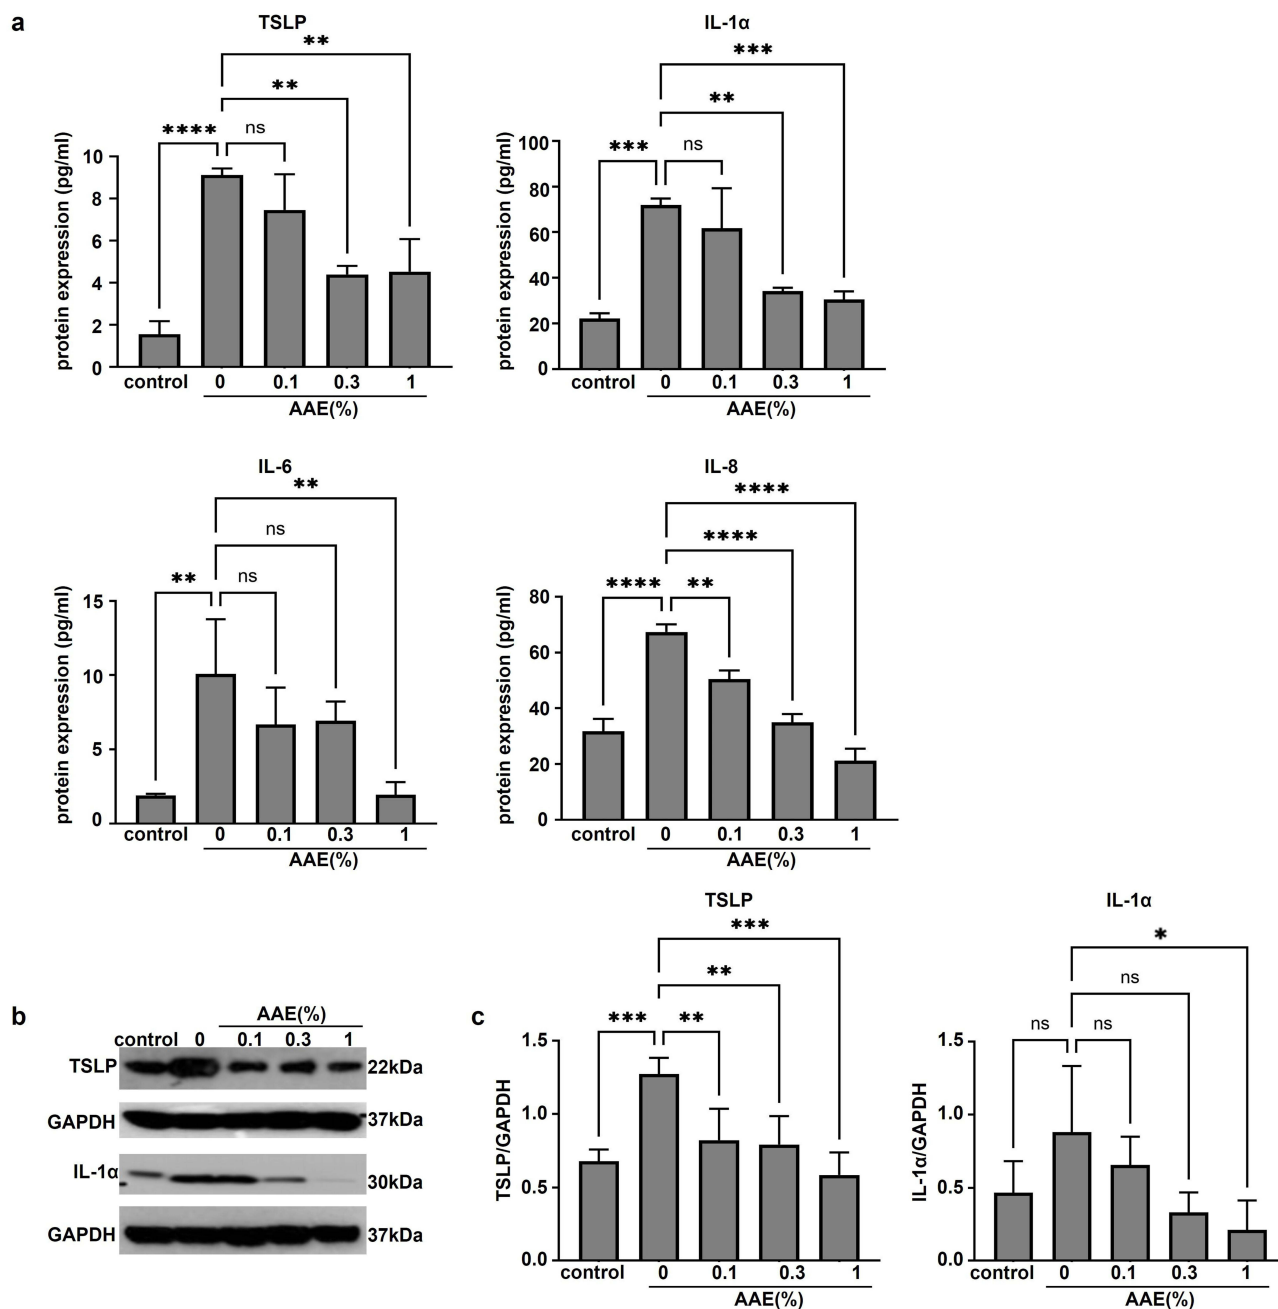 a
TSLP
**
**
**** ns
protein expression (pg/ml)
10
8
6
4
2
0
control 0 0.1 0.3 1
AAE(%)
IL-1α
***
**
*** ns
protein expression (pg/ml)
100
80
60
40
20
0
control 0 0.1 0.3 1
AAE(%)
IL-6
**
ns
** ns
protein expression (pg/ml)
15
10
5
0
control 0 0.1 0.3 1
AAE(%)
IL-8
****
****
**** **
protein expression (pg/ml)
80
60
40
20
0
control 0 0.1 0.3 1
AAE(%)
b
AAE(%)
control 0 0.1 0.3 1
TSLP 22kDa
GAPDH 37kDa
IL-1α 30kDa
GAPDH 37kDa
c
TSLP
***
**
*** **
TSLP/GAPDH
1.5
1.0
0.5
0.0
control 0 0.1 0.3 1
AAE(%)
IL-1α
*
ns
ns ns
IL-1α/GAPDH
1.5
1.0
0.5
0.0
control 0 0.1 0.3 1
AAE(%)